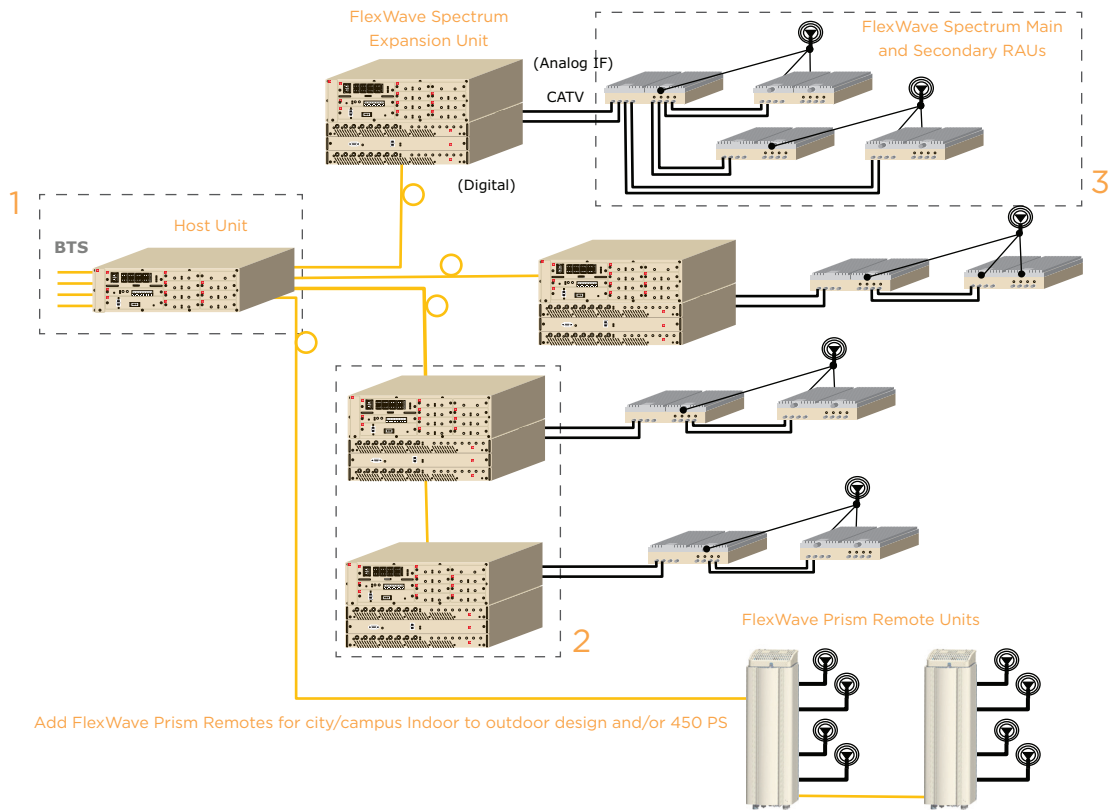 FlexWave Spectrum
Expansion Unit
FlexWave Spectrum Main
and Secondary RAUs
(Analog IF)
CATV
(Digital)
3
1
Host Unit
BTS
2
FlexWave Prism Remote Units
Add FlexWave Prism Remotes for city/campus Indoor to outdoor design and/or 450 PS